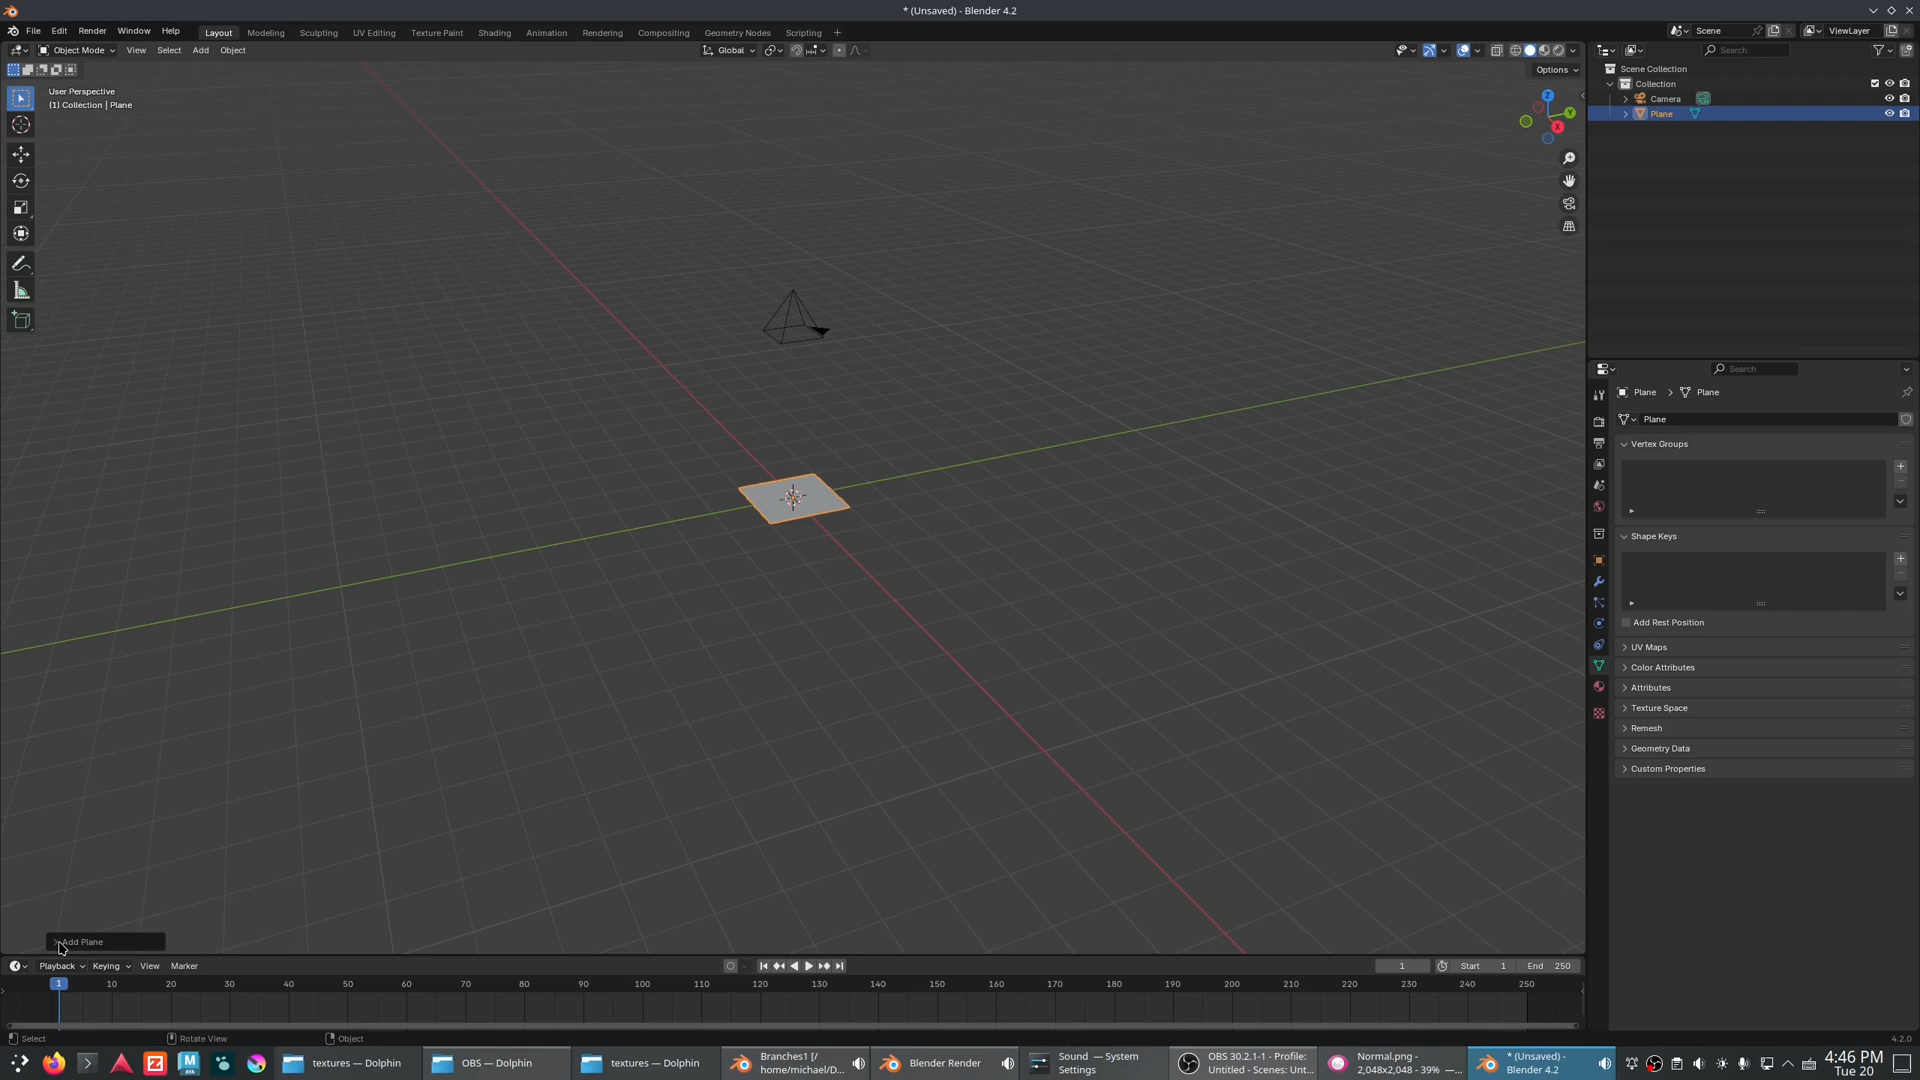 * (Unsaved) - Blender 4.2
File Edit Render Window Help Layout Modeling Sculpting UV Editing Texture Paint Shading Animation Rendering Compositing Geometry Nodes Scripting + Scene ViewLayer
Object Mode View Select Add Object Global Search
Options
User Perspective
(1) Collection | Plane
Z
Y
X
Scene Collection
Collection
Camera
Plane
Search
Plane > Plane
Plane
Vertex Groups
Shape Keys
Add Rest Position
UV Maps
Color Attributes
Attributes
Texture Space
Remesh
Geometry Data
Custom Properties
Add Plane
Playback Keying View Marker 1 Start 1 End 250
1 10 20 30 40 50 60 70 80 90 100 110 120 130 140 150 160 170 180 190 200 210 220 230 240 250
Select Rotate View Object 4.2.0
textures — Dolphin
OBS — Dolphin
textures — Dolphin
Branches1 [/
home/michael/D...
Blender Render
Sound — System
Settings
OBS 30.2.1-1 - Profile:
Untitled - Scenes: Unt...
Normal.png -
2,048x2,048 - 39% —...
* (Unsaved) -
Blender 4.2
4:46 PM
Tue 20